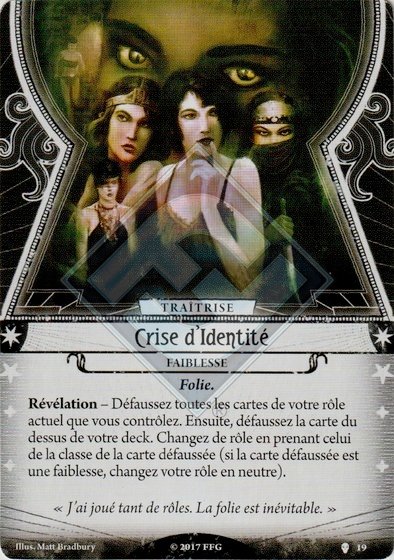 TRAÎTRISE
Crise d'Identité
FAIBLESSE
Folie.
Révélation – Défaussez toutes les cartes de votre rôle
actuel que vous contrôlez. Ensuite, défaussez la carte du
dessus de votre deck. Changez de rôle en prenant celui
de la classe de la carte défaussée (si la carte défaussée est
une faiblesse, changez votre rôle en neutre).
« J'ai joué tant de rôles. La folie est inévitable. »
Illus. Matt Bradbury © 2017 FFG 19